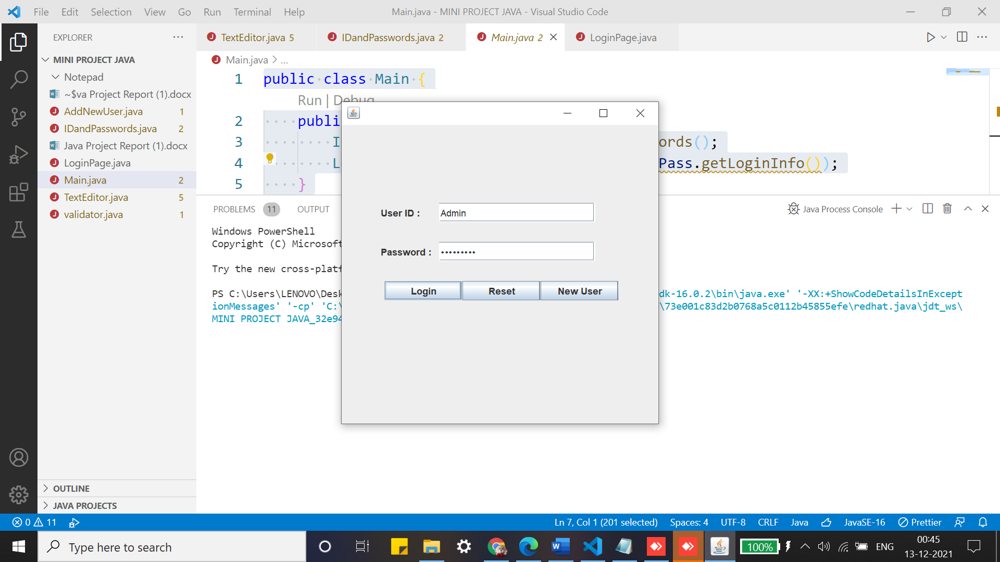 File Edit Selection View Go Run Terminal Help
Main.java - MINI PROJECT JAVA - Visual Studio Code
EXPLORER
MINI PROJECT JAVA
Notepad
~$va Project Report (1).docx
AddNewUser.java 1
IDandPasswords.java 2
Java Project Report (1).docx
LoginPage.java
Main.java 2
TextEditor.java 5
validator.java 1
OUTLINE
JAVA PROJECTS
TextEditor.java 5 IDandPasswords.java 2 Main.java 2 LoginPage.java
Main.java > ...
1 public class Main {
Run | Debug
2 publi
3 I ords();
4 L Pass.getLoginInfo());
5 }
PROBLEMS 11 OUTPUT
Java Process Console
Windows PowerShell
Copyright (C) Microsoft
Try the new cross-platf
PS C:\Users\LENOVO\Desk dk-16.0.2\bin\java.exe' '-XX:+ShowCodeDetailsInExcept
ionMessages' '-cp' 'C:\ \73e001c83d2b0768a5c0112b45855efe\redhat.java\jdt_ws\
MINI PROJECT JAVA_32e94
User ID : Admin
Password : •••••••••
Login Reset New User
0 11 Ln 7, Col 1 (201 selected) Spaces: 4 UTF-8 CRLF Java JavaSE-16 Prettier
Type here to search
100% ENG
00:45
13-12-2021